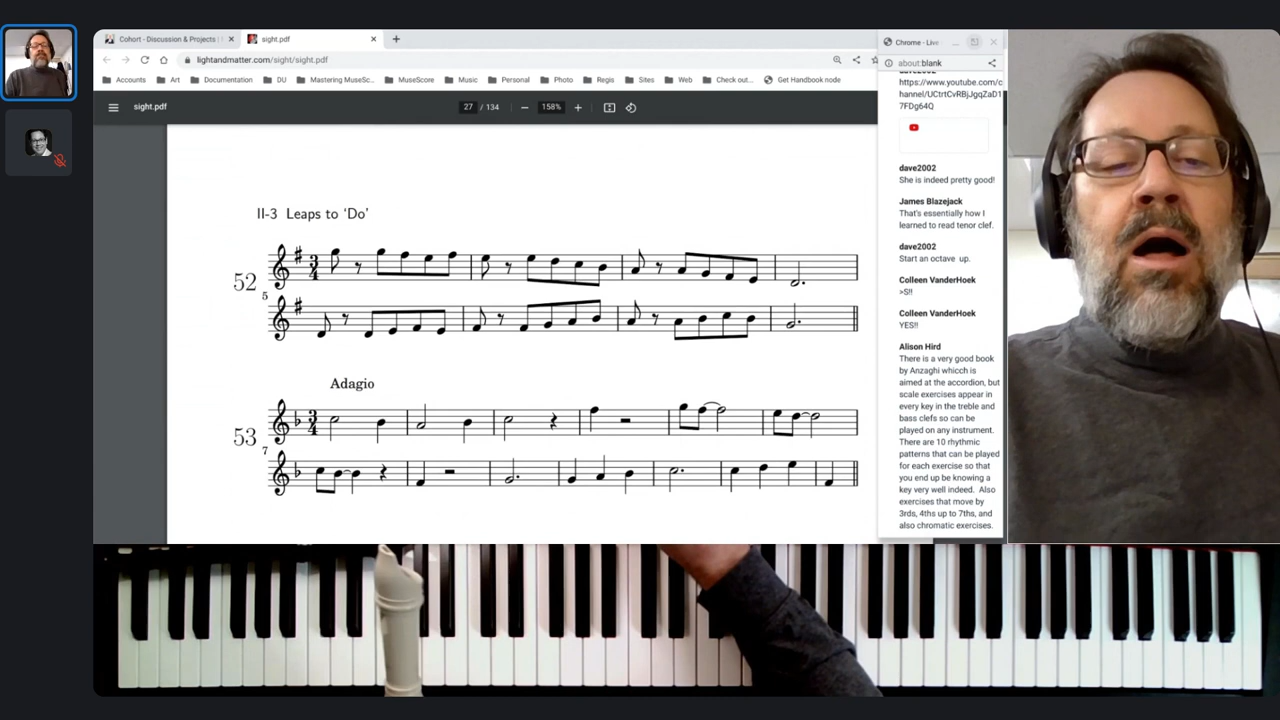 Cohort - Discussion & Projects |
sight.pdf
lightandmatter.com/sight/sight.pdf
Accounts
Art
Documentation
DU
Mastering MuseSc...
MuseScore
Music
Personal
Photo
Regis
Sites
Web
Check out...
Get Handbook node
sight.pdf
27 / 134
158%
II-3 Leaps to ‘Do’
52
3
4
5
Adagio
53
3
4
7
Chrome - Live
about:blank
dave2002
https://www.youtube.com/c
hannel/UCtrtCvRBjJgqZaD1
7FDg64Q
dave2002
She is indeed pretty good!
James Blazejack
That's essentially how I
learned to read tenor clef.
dave2002
Start an octave up.
Colleen VanderHoek
>S!!
Colleen VanderHoek
YES!!
Alison Hird
There is a very good book
by Anzaghi whicch is
aimed at the accordion, but
scale exercises appear in
every key in the treble and
bass clefs so can be
played on any instrument.
There are 10 rhythmic
patterns that can be played
for each exercise so that
you end up be knowing a
key very well indeed. Also
exercises that move by
3rds, 4ths up to 7ths, and
also chromatic exercises.